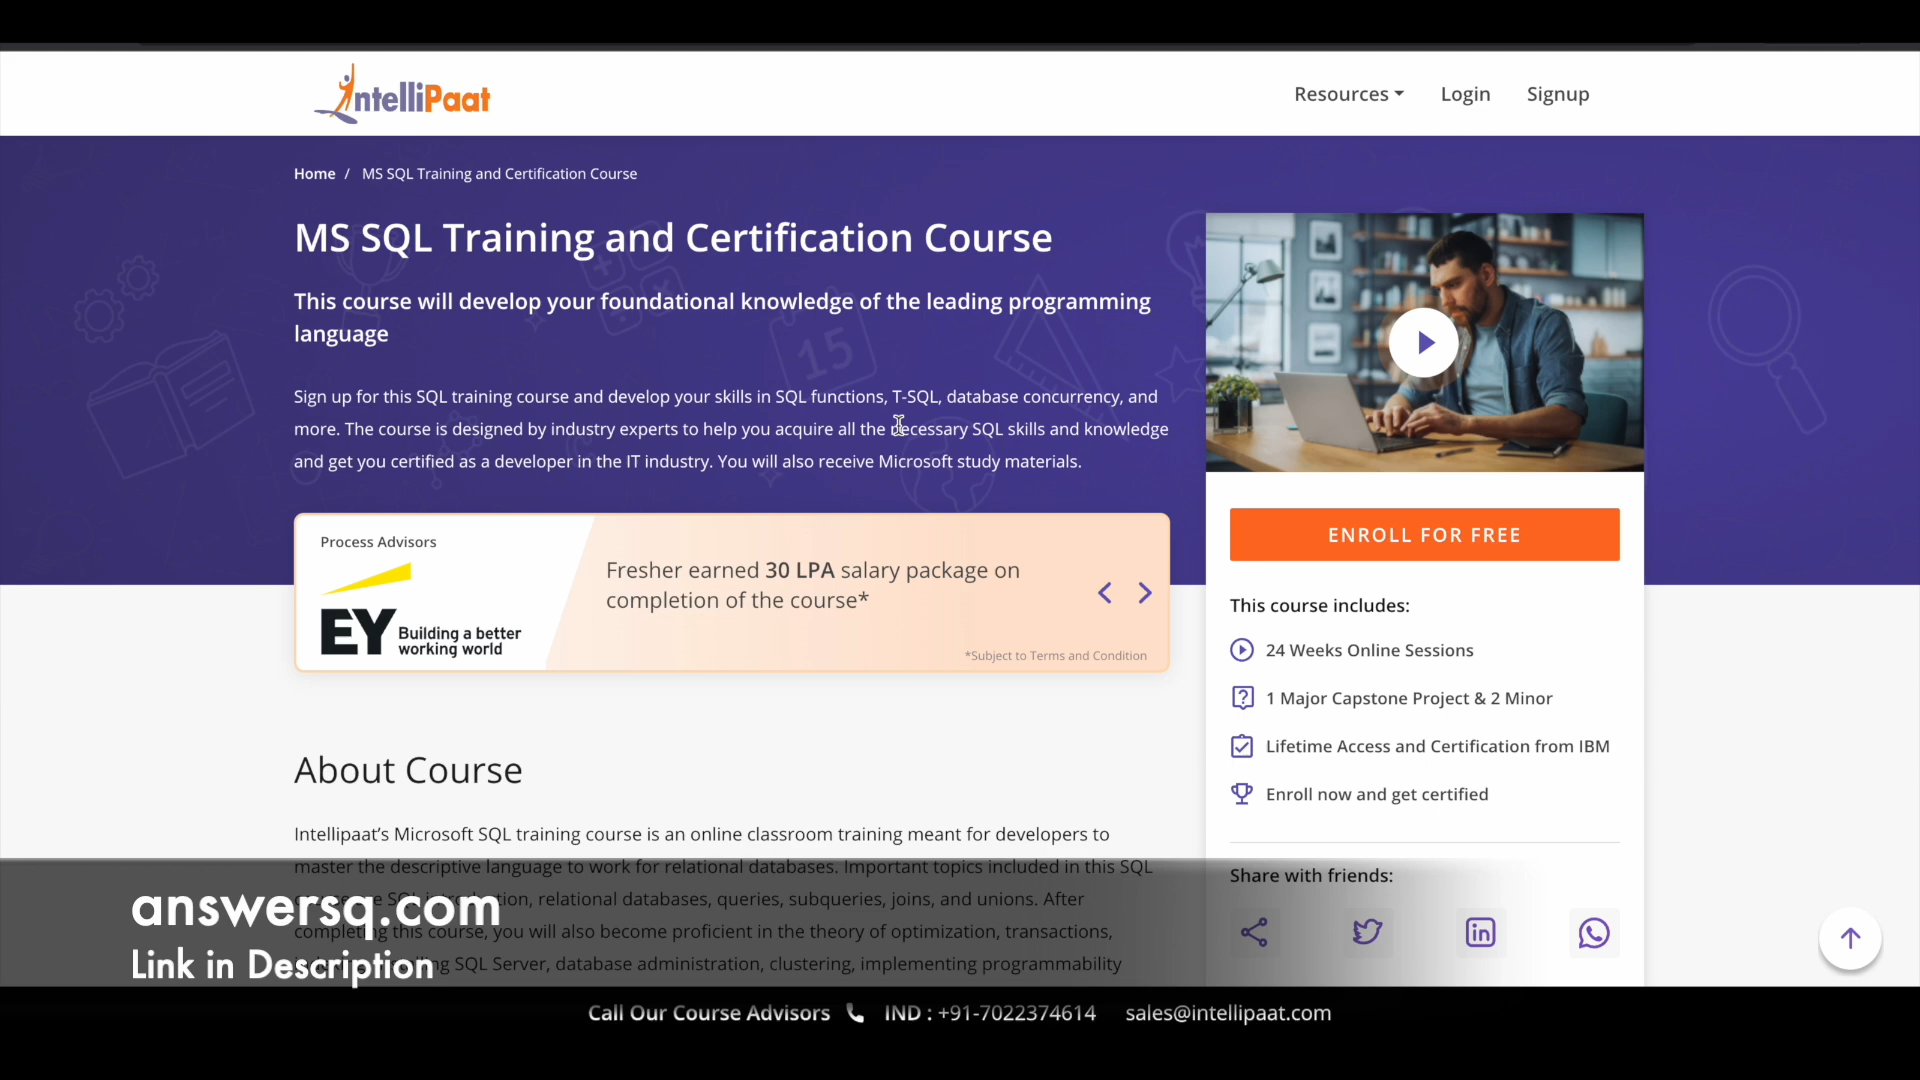 IntelliPaat
Resources
Login
Signup
Home / MS SQL Training and Certification Course
MS SQL Training and Certification Course
This course will develop your foundational knowledge of the leading programming
language
Sign up for this SQL training course and develop your skills in SQL functions, T-SQL, database concurrency, and
more. The course is designed by industry experts to help you acquire all the necessary SQL skills and knowledge
and get you certified as a developer in the IT industry. You will also receive Microsoft study materials.
Process Advisors
EY Building a better
working world
Fresher earned 30 LPA salary package on
completion of the course*
*Subject to Terms and Condition
ENROLL FOR FREE
This course includes:
24 Weeks Online Sessions
1 Major Capstone Project & 2 Minor
Lifetime Access and Certification from IBM
Enroll now and get certified
Share with friends:
About Course
Intellipaat's Microsoft SQL training course is an online classroom training meant for developers to
master the descriptive language to work for relational databases. Important topics included in this SQL
relational databases, queries, subqueries, joins, and unions. After
completing this course, you will also become proficient in the theory of optimization, transactions,
SQL Server, database administration, clustering, implementing programmability
answersq.com
Link in Description
Call Our Course Advisors IND : +91-7022374614 sales@intellipaat.com